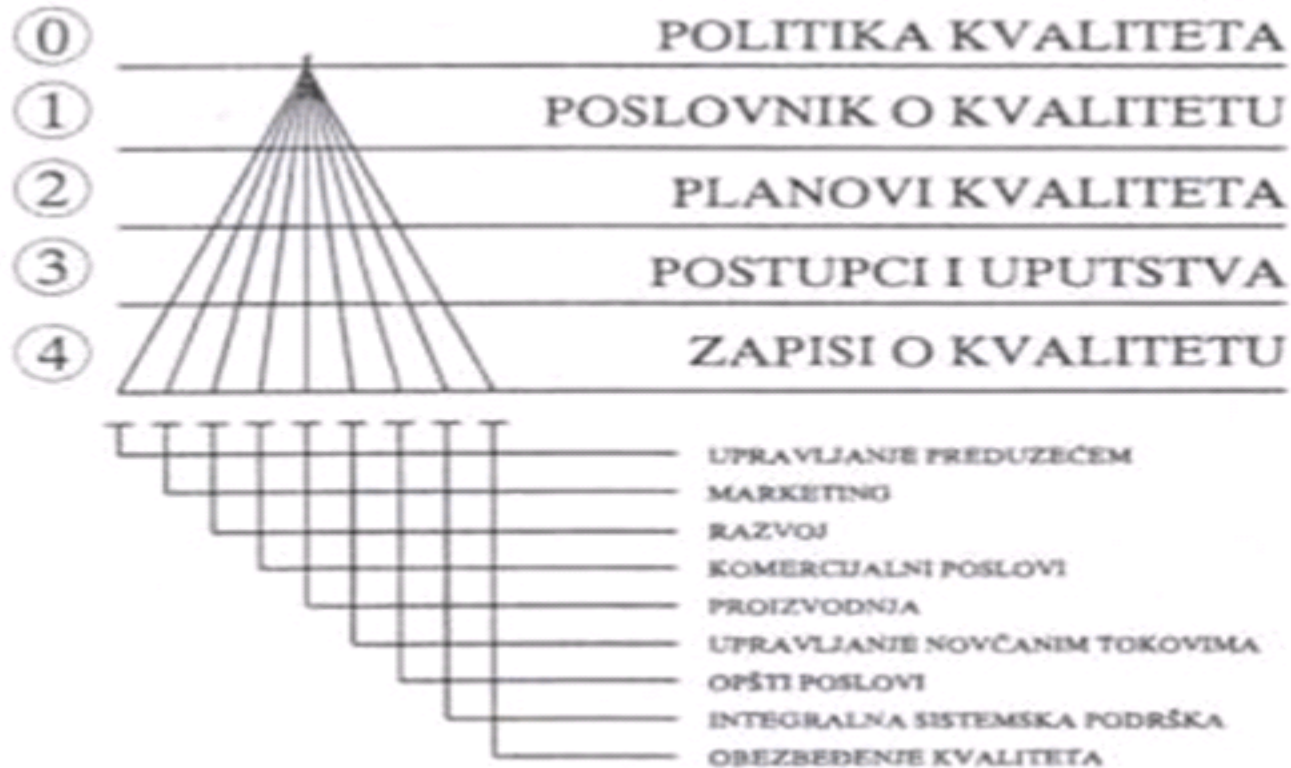 0 POLITIKA KVALITETA
1 POSLOVNIK O KVALITETU
2 PLANOVI KVALITETA
3 POSTUPCI I UPUTSTVA
4 ZAPISI O KVALITETU
UPRAVLJANJE PREDUZEĆEM
MARKETING
RAZVOJ
KOMERCIJALNI POSLOVI
PROIZVODNJA
UPRAVLJANJE NOVČANIM TOKOVIMA
OPŠTI POSLOVI
INTEGRALNA SISTEMSKA PODRŠKA
OBEZBEĐENJE KVALITETA